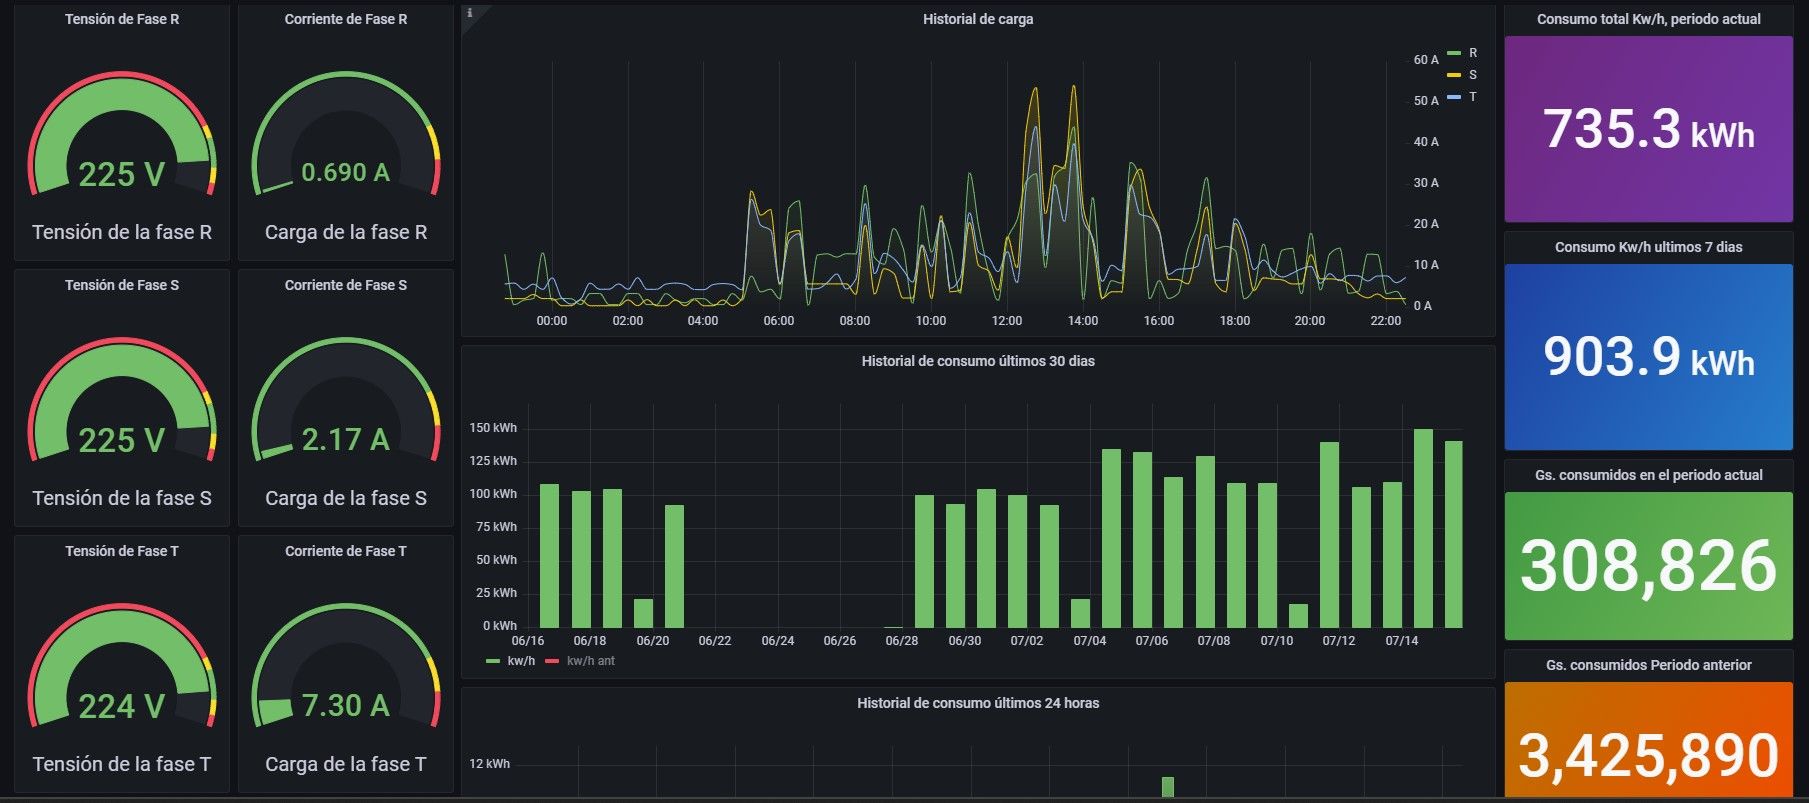 Tensión de Fase R
225 V
Tensión de la fase R
Corriente de Fase R
0.690 A
Carga de la fase R
Tensión de Fase S
225 V
Tensión de la fase S
Corriente de Fase S
2.17 A
Carga de la fase S
Tensión de Fase T
224 V
Tensión de la fase T
Corriente de Fase T
7.30 A
Carga de la fase T
i
Historial de carga
60 A
50 A
40 A
30 A
20 A
10 A
0 A
R
S
T
00:00 02:00 04:00 06:00 08:00 10:00 12:00 14:00 16:00 18:00 20:00 22:00
Historial de consumo últimos 30 dias
150 kWh
125 kWh
100 kWh
75 kWh
50 kWh
25 kWh
0 kWh
06/16 06/18 06/20 06/22 06/24 06/26 06/28 06/30 07/02 07/04 07/06 07/08 07/10 07/12 07/14
kw/h kw/h ant
Historial de consumo últimos 24 horas
12 kWh
Consumo total Kw/h, periodo actual
735.3 kWh
Consumo Kw/h ultimos 7 dias
903.9 kWh
Gs. consumidos en el periodo actual
308,826
Gs. consumidos Periodo anterior
3,425,890